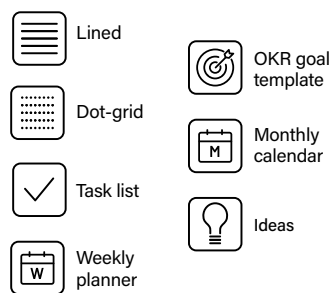 Lined
Dot-grid
Task list
W
Weekly
planner
OKR goal
template
M
Monthly
calendar
Ideas